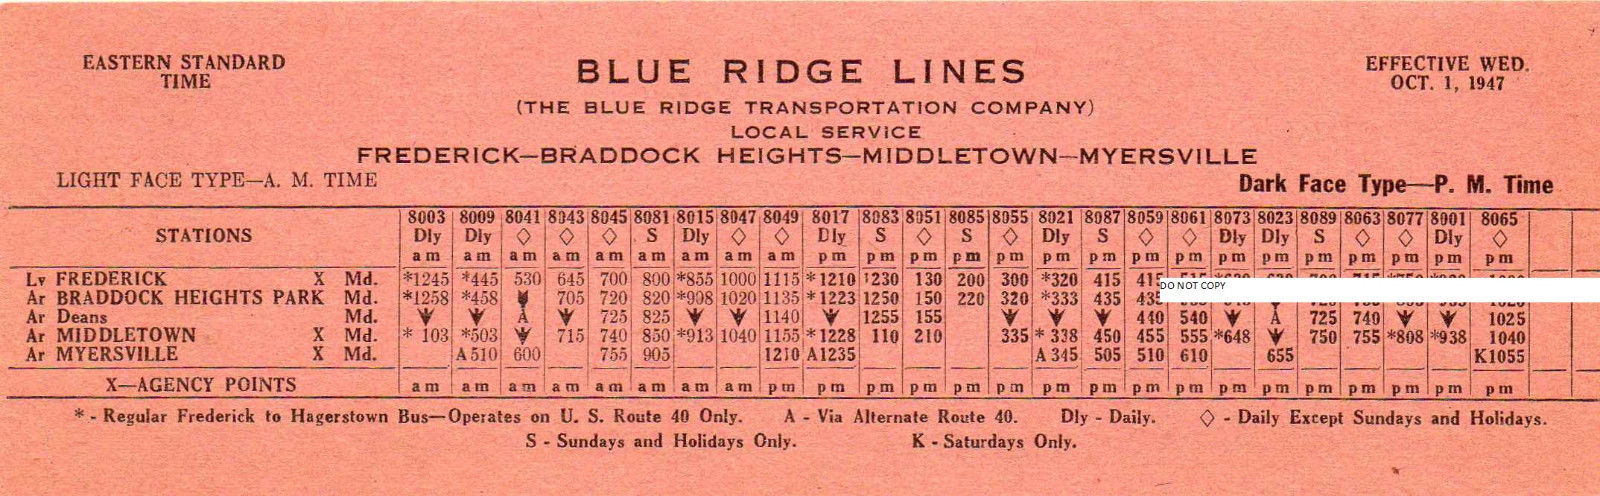 EASTERN STANDARD
TIME
BLUE RIDGE LINES
EFFECTIVE WED.
OCT. 1, 1947
(THE BLUE RIDGE TRANSPORTATION COMPANY)
LOCAL SERVICE
FREDERICK—BRADDOCK HEIGHTS—MIDDLETOWN—MYERSVILLE
LIGHT FACE TYPE—A. M. TIME
Dark Face Type—P. M. Time
STATIONS
8003 8009 8041 8043 8045 8081 8015 8047 8049 8017 8083 8051 8085 8055 8021 8087 8059 8061 8073 8023 8089 8063 8077 8001 8065
Dly Dly ◇ ◇ ◇ S Dly ◇ ◇ Dly S ◇ S ◇ Dly S ◇ ◇ Dly Dly S ◇ ◇ Dly ◇
am am am am am am am am am pm pm pm pm pm pm pm pm pm pm pm pm pm pm pm pm
Lv FREDERICK X Md. *1245 *445 530 645 700 800 *855 1000 1115 *1210 1230 130 200 300 *320 415 415
Ar BRADDOCK HEIGHTS PARK Md. *1258 *458 705 720 820 *908 1020 1135 *1223 1250 150 220 320 *333 435 435
DO NOT COPY
Ar Deans Md. A 725 825 1140 1255 155 440 540 A 725 740 1025
Ar MIDDLETOWN X Md. * 103 *503 715 740 850 *913 1040 1155 *1228 110 210 335 * 338 450 455 555 *648 750 755 *808 *938 1040
Ar MYERSVILLE X Md. A 510 600 755 905 1210 A1235 A 345 505 510 610 655 K1055
X—AGENCY POINTS am am am am am am am am pm pm pm pm pm pm pm pm pm pm pm pm pm pm pm pm pm
* - Regular Frederick to Hagerstown Bus—Operates on U. S. Route 40 Only. A - Via Alternate Route 40. Dly - Daily. ◇ - Daily Except Sundays and Holidays.
S - Sundays and Holidays Only. K - Saturdays Only.